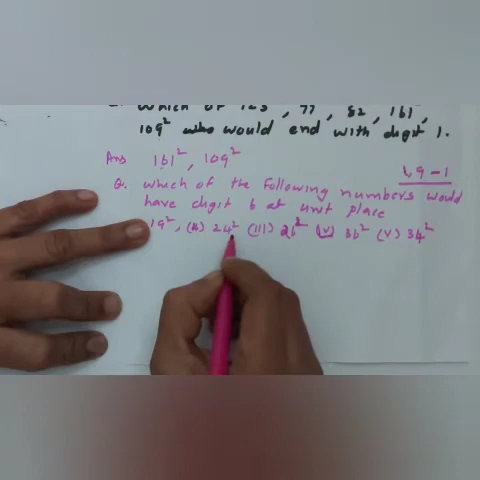 Which of 123², 77², 82², 161²,
109² who would end with digit 1.
Ans 161², 109²
1,9 - 1
Q. which of the following numbers would
have digit 6 at unit place
19², (ii) 24² (iii) 26² (iv) 36² (v) 34²